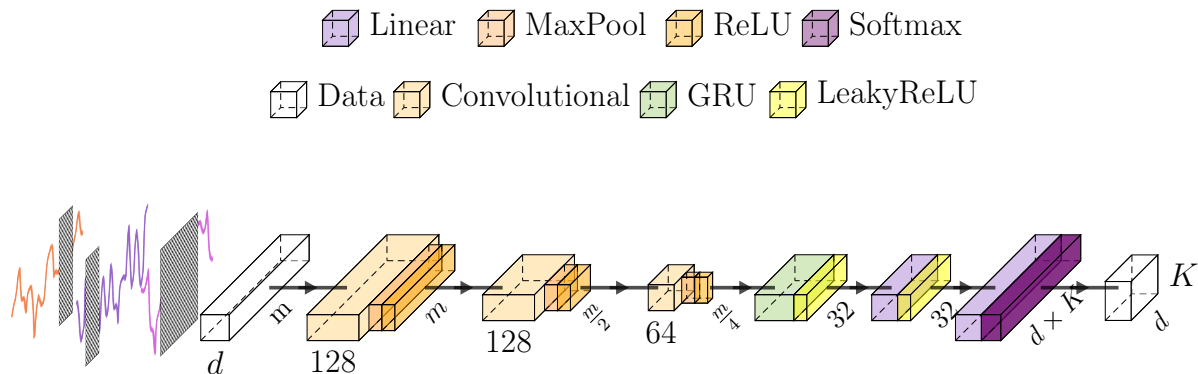 Linear MaxPool ReLU Softmax
Data Convolutional GRU LeakyReLU
d m 128 m 128 m/2 64 m/4 32 32 d × K d K